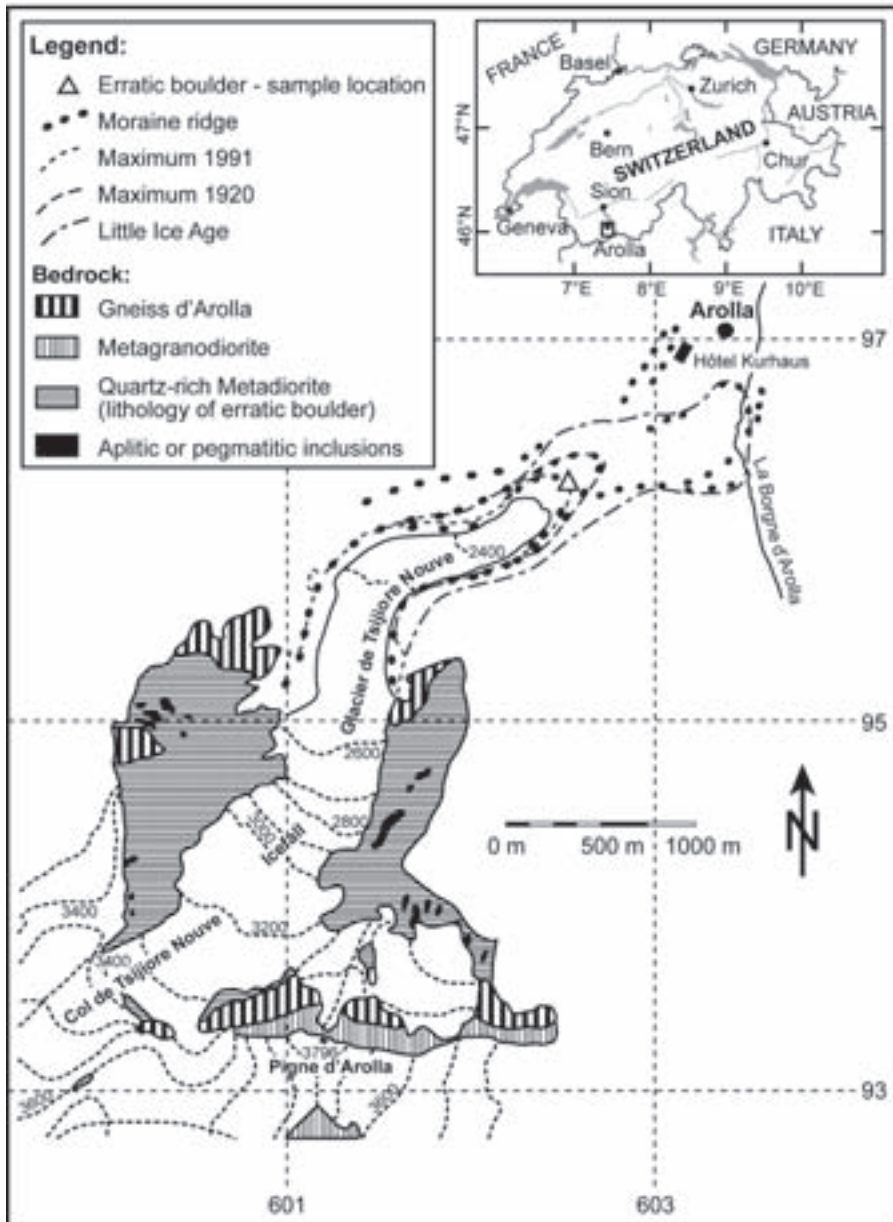 Legend:
Erratic boulder - sample location
Moraine ridge
Maximum 1991
Maximum 1920
Little Ice Age
Bedrock:
Gneiss d'Arolla
Metagranodiorite
Quartz-rich Metadiorite
(lithology of erratic boulder)
Aplitic or pegmatitic inclusions
FRANCE
GERMANY
Basel
Zurich
AUSTRIA
47°N
Bern
SWITZERLAND
Chur
Sion
46°N
Geneva
Arolla
ITALY
7°E
8°E
9°E
10°E
Arolla
97
Hôtel Kurhaus
La Borgne d'Arolla
2400
Glacier de Tsijiore Nouve
95
2600
2800
3000
Icefall
0 m
500 m
1000 m
N
3400
3200
3400
Col de Tsijiore Nouve
3796
Pigne d'Arolla
3600
3600
93
601
603